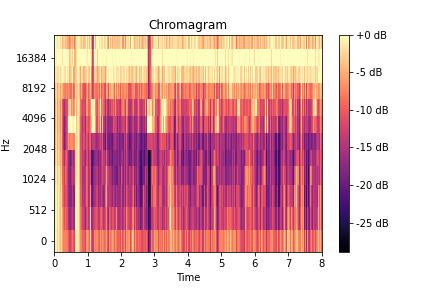 Chromagram
Hz
16384
8192
4096
2048
1024
512
0
0 1 2 3 4 5 6 7 8
Time
+0 dB
-5 dB
-10 dB
-15 dB
-20 dB
-25 dB